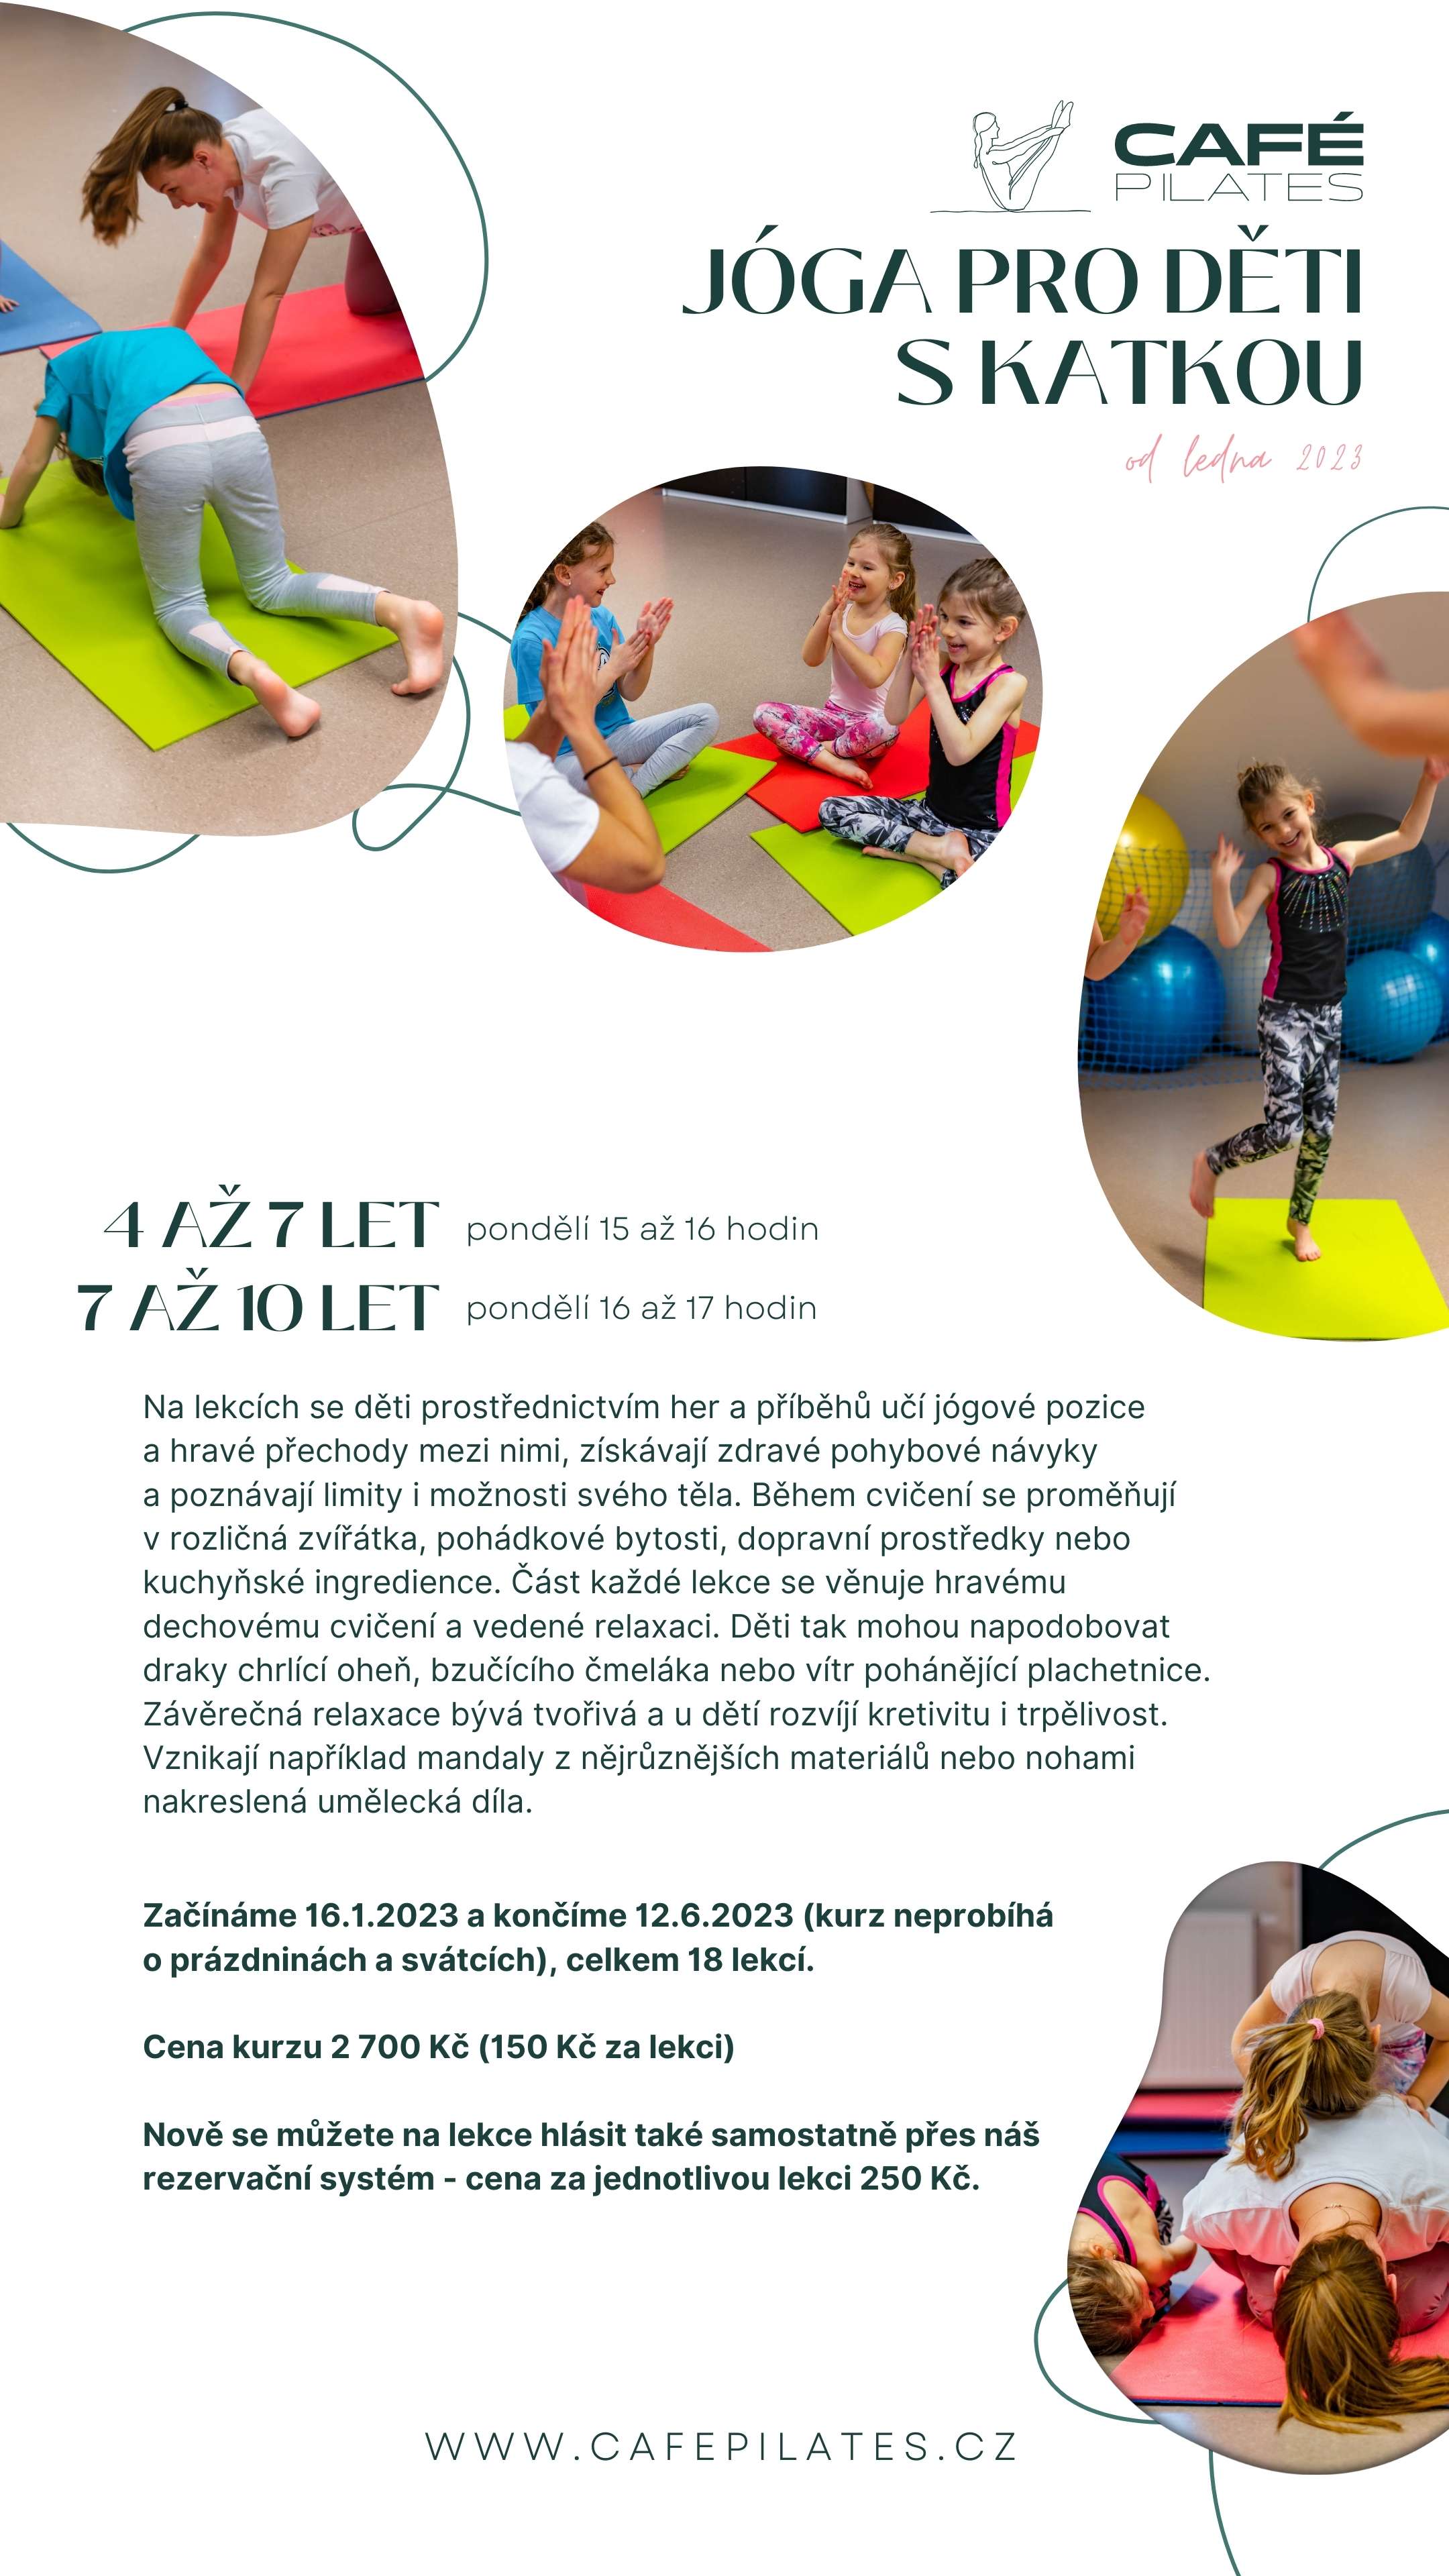 CAFÉ
PILATES
JÓGA PRO DĚTI
S KATKOU
od ledna 2023
4 AŽ 7 LET pondělí 15 až 16 hodin
7 AŽ 10 LET pondělí 16 až 17 hodin
Na lekcích se děti prostřednictvím her a příběhů učí jógové pozice
a hravé přechody mezi nimi, získávají zdravé pohybové návyky
a poznávají limity i možnosti svého těla. Během cvičení se proměňují
v rozličná zvířátka, pohádkové bytosti, dopravní prostředky nebo
kuchyňské ingredience. Část každé lekce se věnuje hravému
dechovému cvičení a vedené relaxaci. Děti tak mohou napodobovat
draky chrlící oheň, bzučícího čmeláka nebo vítr pohánějící plachetnice.
Závěrečná relaxace bývá tvořivá a u dětí rozvíjí kretivitu i trpělivost.
Vznikají například mandaly z nějrůznějších materiálů nebo nohami
nakreslená umělecká díla.
Začínáme 16.1.2023 a končíme 12.6.2023 (kurz neprobíhá
o prázdninách a svátcích), celkem 18 lekcí.
Cena kurzu 2 700 Kč (150 Kč za lekci)
Nově se můžete na lekce hlásit také samostatně přes náš
rezervační systém - cena za jednotlivou lekci 250 Kč.
WWW.CAFEPILATES.CZ